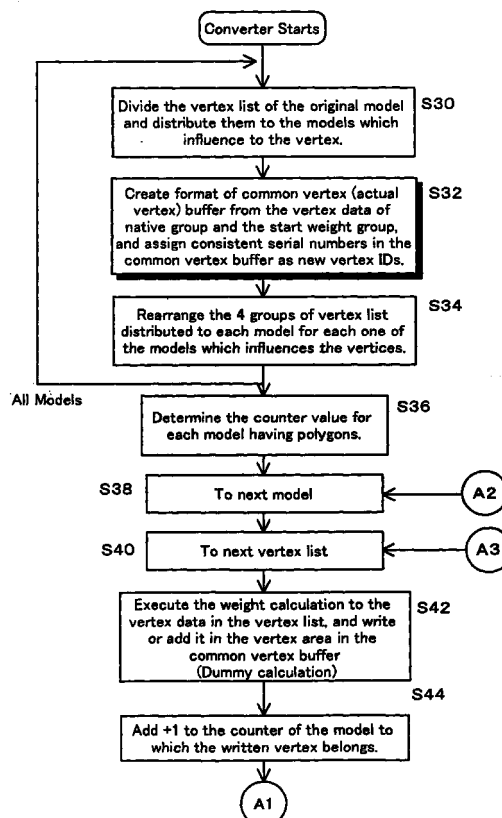 Converter Starts
S30
Divide the vertex list of the original model
and distribute them to the models which
influence to the vertex.
S32
Create format of common vertex (actual
vertex) buffer from the vertex data of
native group and the start weight group,
and assign consistent serial numbers in the
common vertex buffer as new vertex IDs.
S34
Rearrange the 4 groups of vertex list
distributed to each model for each one of
the models which influences the vertices.
All Models
S36
Determine the counter value for
each model having polygons.
S38
To next model
A2
S40
To next vertex list
A3
S42
Execute the weight calculation to the
vertex data in the vertex list, and write
or add it in the vertex area in the
common vertex buffer
(Dummy calculation)
S44
Add +1 to the counter of the model to
which the written vertex belongs.
A1